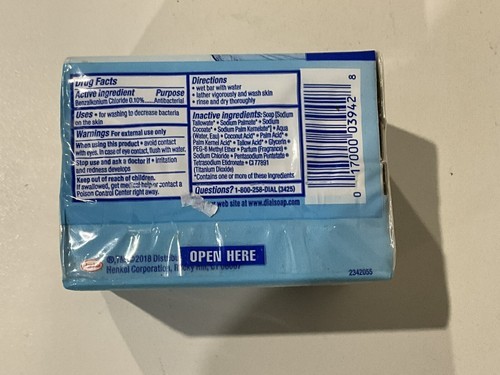 Drug Facts
Active Ingredient Purpose
Benzalkonium Chloride 0.10% Antibacterial
Uses • for washing to decrease bacteria
on the skin
Warnings For external use only
When using this product • avoid contact
with eyes. In case of eye contact, flush with water.
Stop use and ask a doctor if • irritation
and redness develops
Keep out of reach of children.
If swallowed, get medical help or contact a
Poison Control Center right away.
Directions
• wet bar with water
• lather vigorously and wash skin
• rinse and dry thoroughly
Inactive ingredients: Soap [Sodium
Tallowate* • Sodium Palmate* • Sodium
Cocoate* • Sodium Palm Kernelate*] • Aqua
(Water, Eau) • Coconut Acid* • Palm Acid* •
Palm Kernel Acid* • Tallow Acid* • Glycerin •
PEG-6 Methyl Ether • Parfum (Fragrance) •
Sodium Chloride • Pentasodium Pentetate •
Tetrasodium Etidronate • CI 77891
(Titanium Dioxide)
*Contains one or more of these ingredients.
Questions? 1-800-258-DIAL (3425)
web site at www.dialsoap.com
0 17000 03942 8
©2018 Distribu
Henkel Corporation, Rocky Hill, CT 06067
OPEN HERE
2342055